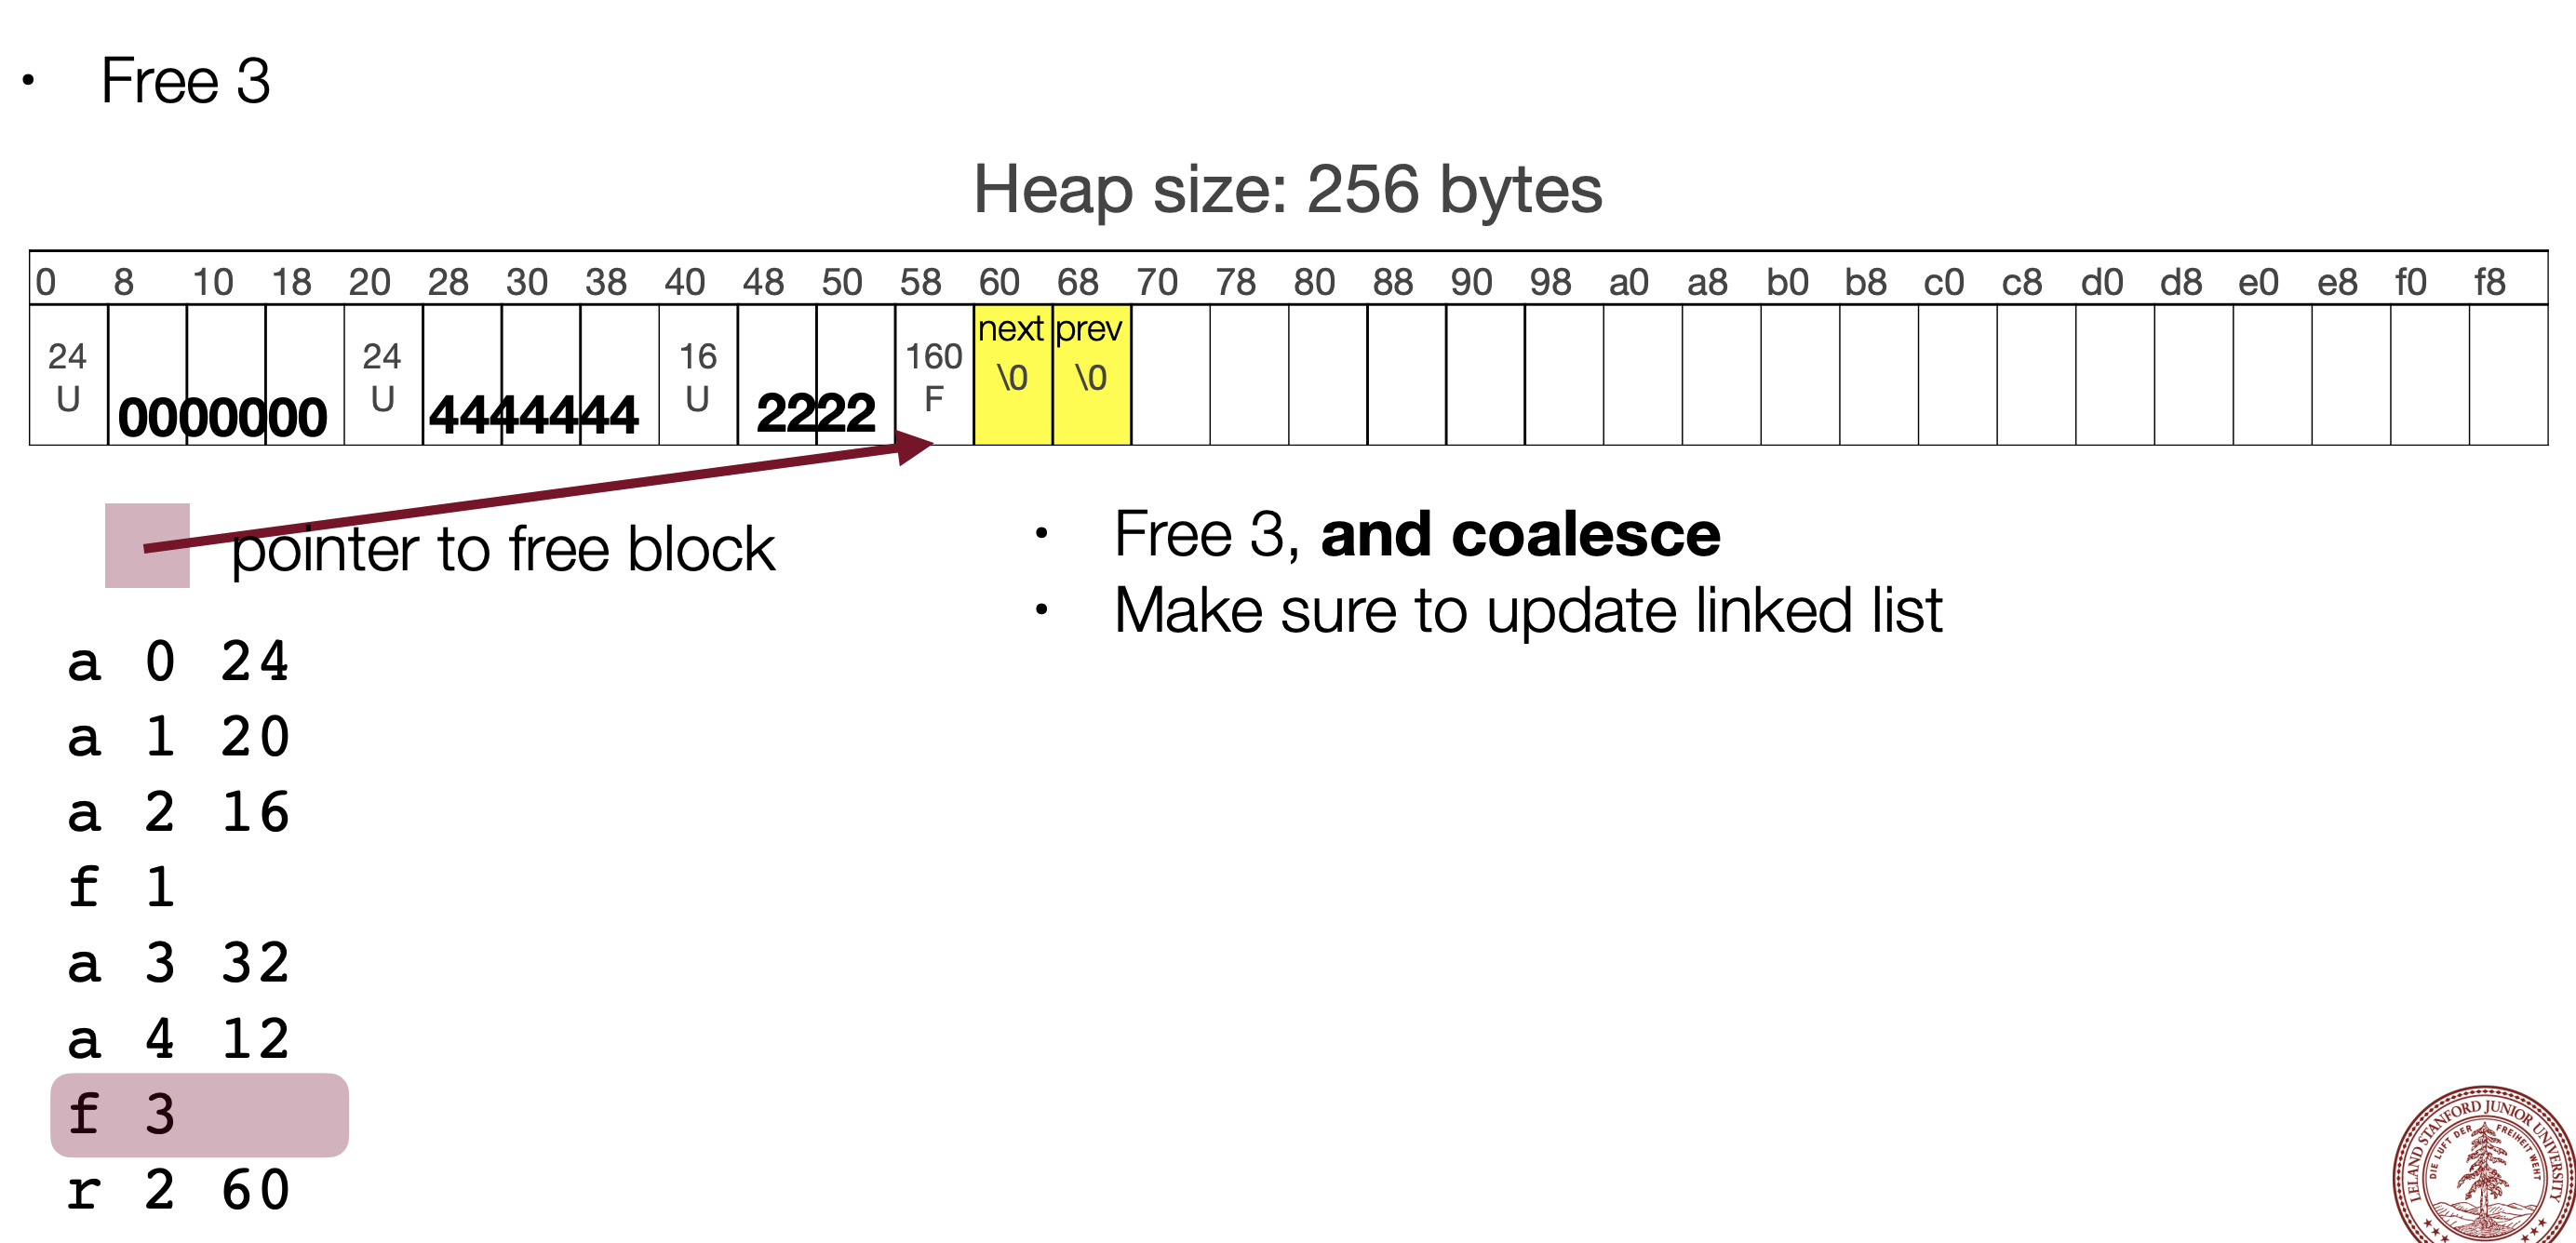 • Free 3
Heap size: 256 bytes
0 8 10 18 20 28 30 38 40 48 50 58 60 68 70 78 80 88 90 98 a0 a8 b0 b8 c0 c8 d0 d8 e0 e8 f0 f8
next prev
24 24 16 160 \0 \0
U U U F
0000000 4444444 2222
pointer to free block
• Free 3, and coalesce
• Make sure to update linked list
a 0 24
a 1 20
a 2 16
f 1
a 3 32
a 4 12
f 3
r 2 60
LELAND STANFORD JUNIOR UNIVERSITY
DIE LUFT DER FREIHEIT WEHT